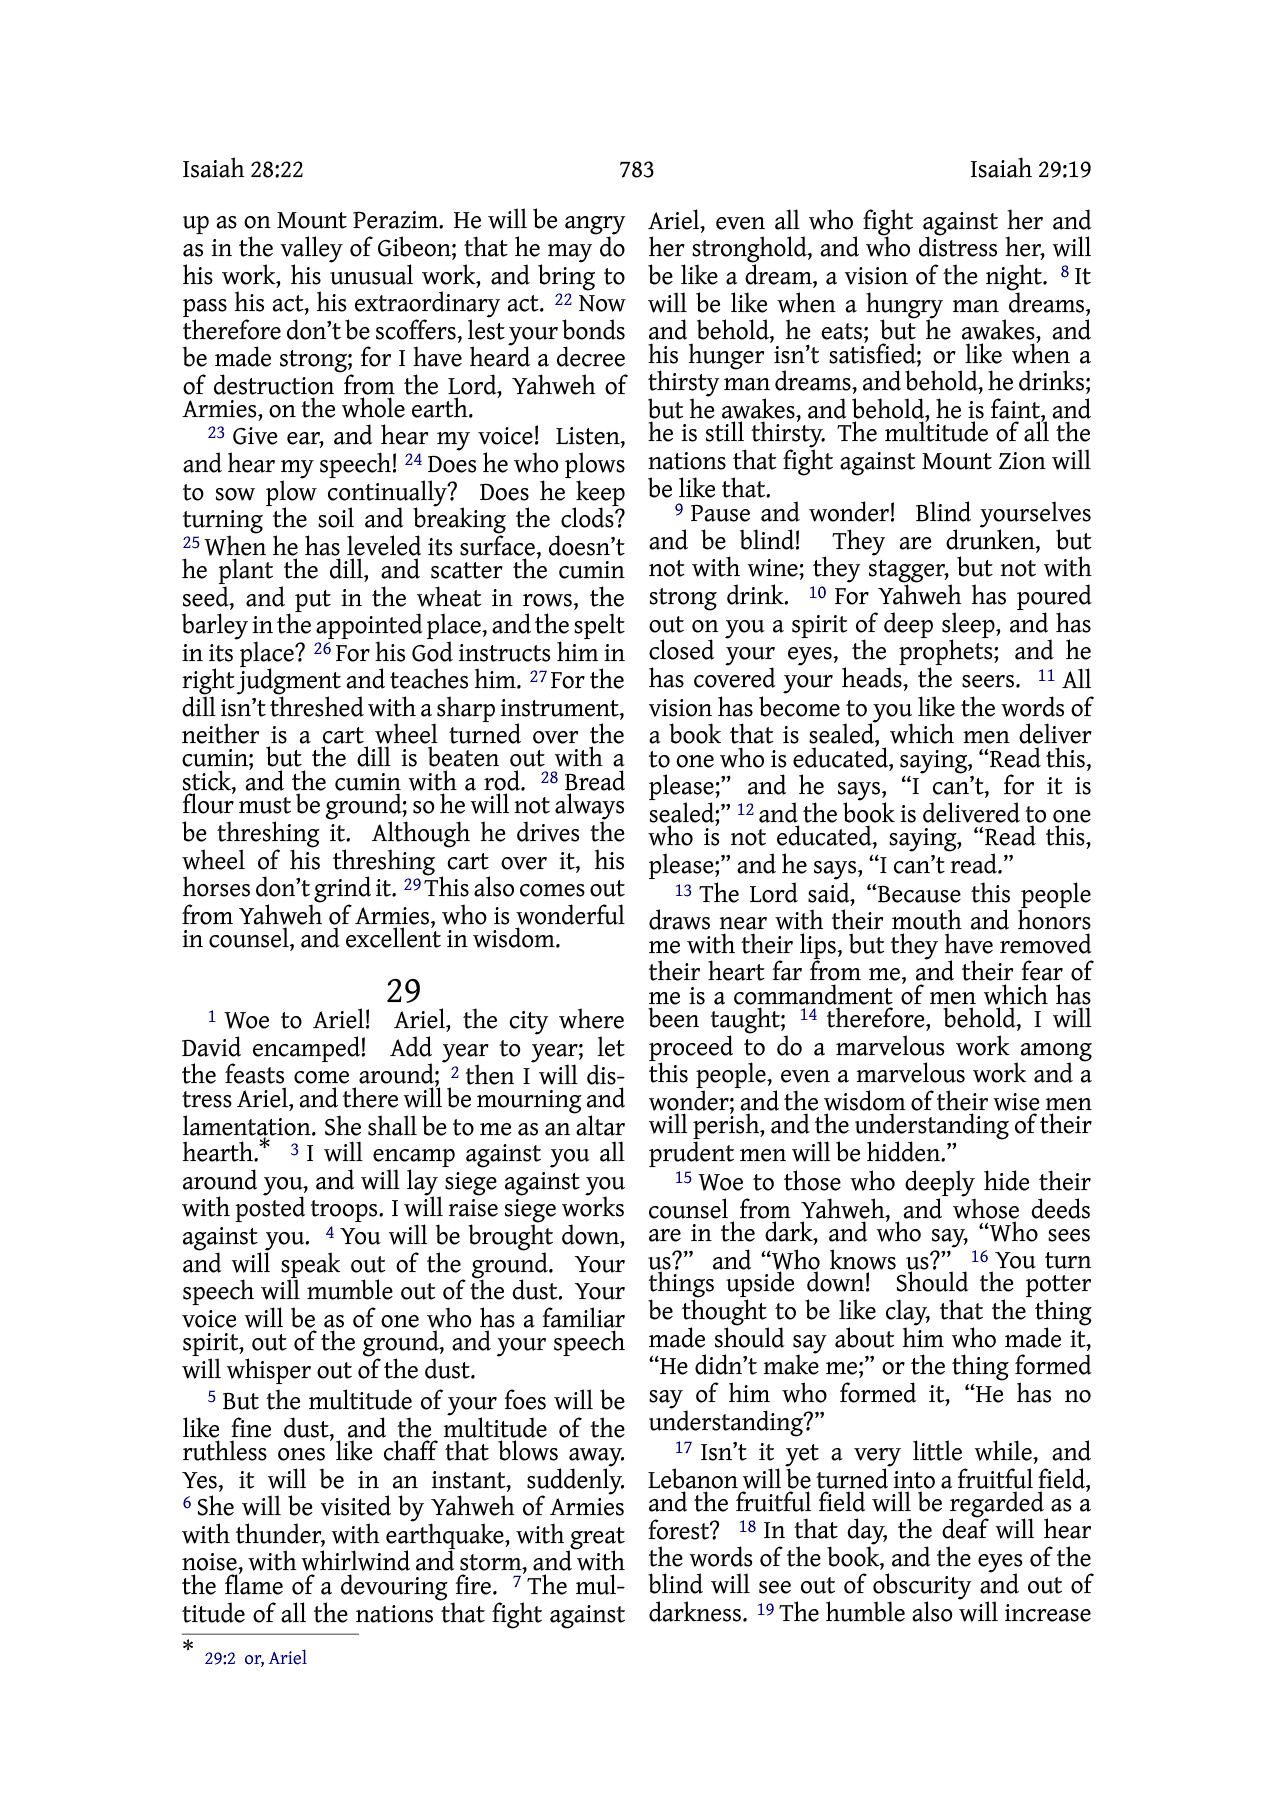 Isaiah 28:22 783 Isaiah 29:19
up as on Mount Perazim. He will be angry
as in the valley of Gibeon; that he may do
his work, his unusual work, and bring to
pass his act, his extraordinary act. 22 Now
therefore don’t be scoffers, lest your bonds
be made strong; for I have heard a decree
of destruction from the Lord, Yahweh of
Armies, on the whole earth.
23 Give ear, and hear my voice! Listen,
and hear my speech! 24 Does he who plows
to sow plow continually? Does he keep
turning the soil and breaking the clods?
25 When he has leveled its surface, doesn’t
he plant the dill, and scatter the cumin
seed, and put in the wheat in rows, the
barley in the appointed place, and the spelt
in its place? 26 For his God instructs him in
right judgment and teaches him. 27 For the
dill isn’t threshed with a sharp instrument,
neither is a cart wheel turned over the
cumin; but the dill is beaten out with a
stick, and the cumin with a rod. 28 Bread
flour must be ground; so he will not always
be threshing it. Although he drives the
wheel of his threshing cart over it, his
horses don’t grind it. 29 This also comes out
from Yahweh of Armies, who is wonderful
in counsel, and excellent in wisdom.
29
1 Woe to Ariel! Ariel, the city where
David encamped! Add year to year; let
the feasts come around; 2 then I will dis-
tress Ariel, and there will be mourning and
lamentation. She shall be to me as an altar
hearth.* 3 I will encamp against you all
around you, and will lay siege against you
with posted troops. I will raise siege works
against you. 4 You will be brought down,
and will speak out of the ground. Your
speech will mumble out of the dust. Your
voice will be as of one who has a familiar
spirit, out of the ground, and your speech
will whisper out of the dust.
5 But the multitude of your foes will be
like fine dust, and the multitude of the
ruthless ones like chaff that blows away.
Yes, it will be in an instant, suddenly.
6 She will be visited by Yahweh of Armies
with thunder, with earthquake, with great
noise, with whirlwind and storm, and with
the flame of a devouring fire. 7 The mul-
titude of all the nations that fight against
* 29:2 or, Ariel
Ariel, even all who fight against her and
her stronghold, and who distress her, will
be like a dream, a vision of the night. 8 It
will be like when a hungry man dreams,
and behold, he eats; but he awakes, and
his hunger isn’t satisfied; or like when a
thirsty man dreams, and behold, he drinks;
but he awakes, and behold, he is faint, and
he is still thirsty. The multitude of all the
nations that fight against Mount Zion will
be like that.
9 Pause and wonder! Blind yourselves
and be blind! They are drunken, but
not with wine; they stagger, but not with
strong drink. 10 For Yahweh has poured
out on you a spirit of deep sleep, and has
closed your eyes, the prophets; and he
has covered your heads, the seers. 11 All
vision has become to you like the words of
a book that is sealed, which men deliver
to one who is educated, saying, “Read this,
please;” and he says, “I can’t, for it is
sealed;” 12 and the book is delivered to one
who is not educated, saying, “Read this,
please;” and he says, “I can’t read.”
13 The Lord said, “Because this people
draws near with their mouth and honors
me with their lips, but they have removed
their heart far from me, and their fear of
me is a commandment of men which has
been taught; 14 therefore, behold, I will
proceed to do a marvelous work among
this people, even a marvelous work and a
wonder; and the wisdom of their wise men
will perish, and the understanding of their
prudent men will be hidden.”
15 Woe to those who deeply hide their
counsel from Yahweh, and whose deeds
are in the dark, and who say, “Who sees
us?” and “Who knows us?” 16 You turn
things upside down! Should the potter
be thought to be like clay, that the thing
made should say about him who made it,
“He didn’t make me;” or the thing formed
say of him who formed it, “He has no
understanding?”
17 Isn’t it yet a very little while, and
Lebanon will be turned into a fruitful field,
and the fruitful field will be regarded as a
forest? 18 In that day, the deaf will hear
the words of the book, and the eyes of the
blind will see out of obscurity and out of
darkness. 19 The humble also will increase